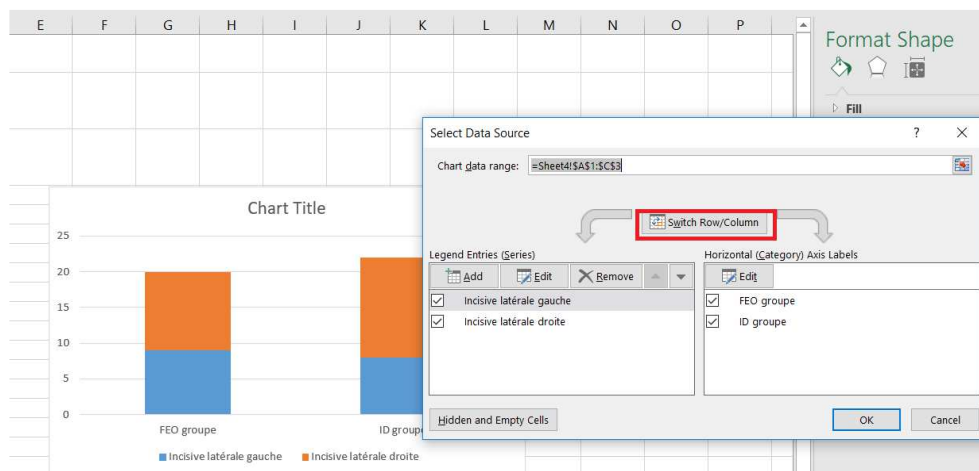 E F G H I J K L M N O P
Format Shape
Fill
Select Data Source
? ×
Chart data range: =Sheet4!$A$1:$C$3
Switch Row/Column
Legend Entries (Series)
Horizontal (Category) Axis Labels
Add Edit Remove
Edit
Incisive latérale gauche
Incisive latérale droite
FEO groupe
ID groupe
Hidden and Empty Cells
OK Cancel
Chart Title
25
20
15
10
5
0
FEO groupe
ID groupe
Incisive latérale gauche Incisive latérale droite